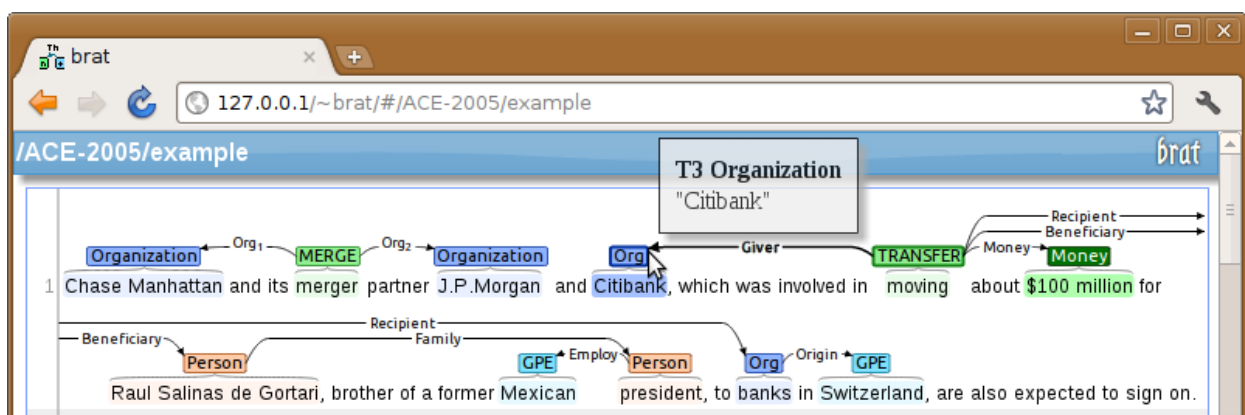 brat
127.0.0.1/~brat/#/ACE-2005/example
/ACE-2005/example
brat
T3 Organization
"Citibank"
Recipient
Beneficiary
Organization Org1 MERGE Org2 Organization Org Giver TRANSFER Money Money
1 Chase Manhattan and its merger partner J.P.Morgan and Citibank, which was involved in moving about $100 million for
Recipient
Beneficiary Family
Person GPE Employ Person Org Origin GPE
Raul Salinas de Gortari, brother of a former Mexican president, to banks in Switzerland, are also expected to sign on.